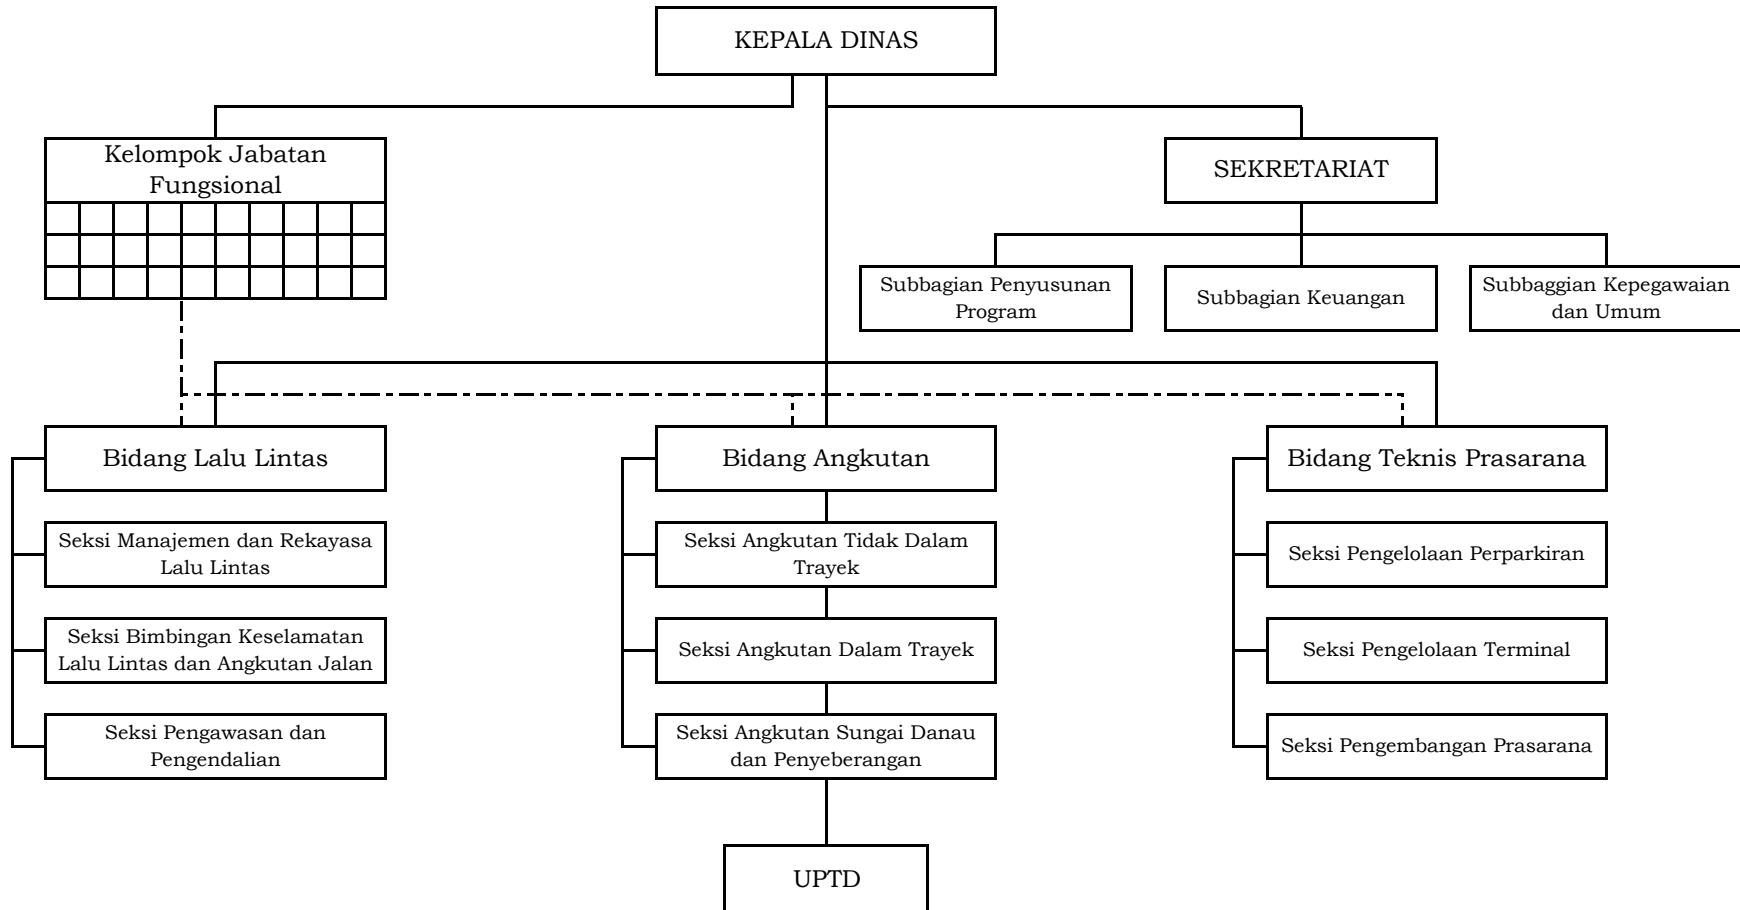 KEPALA DINAS
Kelompok Jabatan
Fungsional
SEKRETARIAT
Subbagian Penyusunan
Program
Subbagian Keuangan
Subbaggian Kepegawaian
dan Umum
Bidang Lalu Lintas
Bidang Angkutan
Bidang Teknis Prasarana
Seksi Manajemen dan Rekayasa
Lalu Lintas
Seksi Angkutan Tidak Dalam
Trayek
Seksi Pengelolaan Perparkiran
Seksi Bimbingan Keselamatan
Lalu Lintas dan Angkutan Jalan
Seksi Angkutan Dalam Trayek
Seksi Pengelolaan Terminal
Seksi Pengawasan dan
Pengendalian
Seksi Angkutan Sungai Danau
dan Penyeberangan
Seksi Pengembangan Prasarana
UPTD